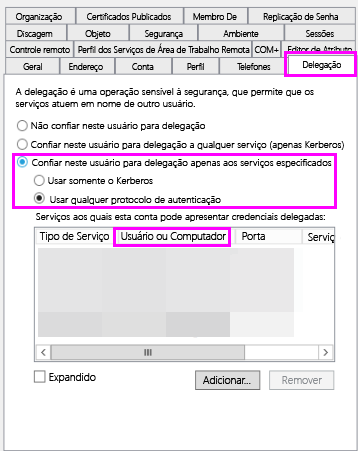 Organização Certificados Publicados Membro De Replicação de Senha
Discagem Objeto Segurança Ambiente Sessões
Controle remoto Perfil dos Serviços de Área de Trabalho Remota COM+ Editor de Atributo
Geral Endereço Conta Perfil Telefones Delegação
A delegação é uma operação sensível à segurança, que permite que os
serviços atuem em nome de outro usuário.
Não confiar neste usuário para delegação
Confiar neste usuário para delegação a qualquer serviço (apenas Kerberos)
Confiar neste usuário para delegação apenas aos serviços especificados
Usar somente o Kerberos
Usar qualquer protocolo de autenticação
Serviços aos quais esta conta pode apresentar credenciais delegadas:
Tipo de Serviço Usuário ou Computador Porta Serviç
Expandido Adicionar... Remover